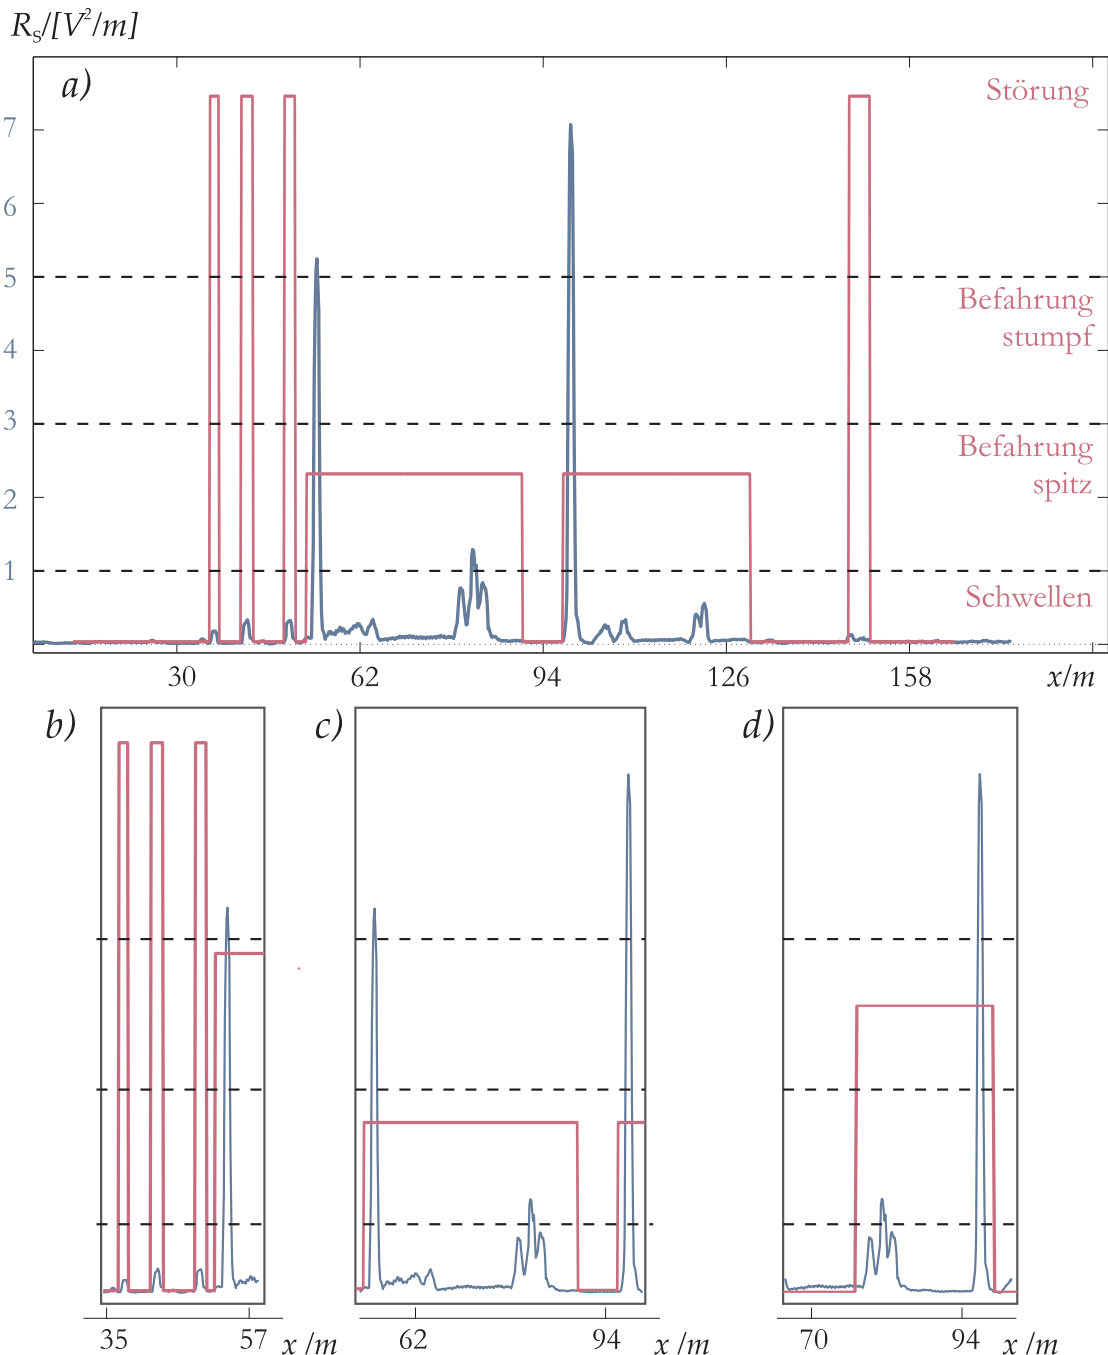 Rₛ/[V²/m]
a)
Störung
7
6
5
Befahrung
stumpf
4
3
Befahrung
spitz
2
1
Schwellen
30 62 94 126 158 x/m
b) c) d)
35 57 x /m 62 94 x /m 70 94 x /m